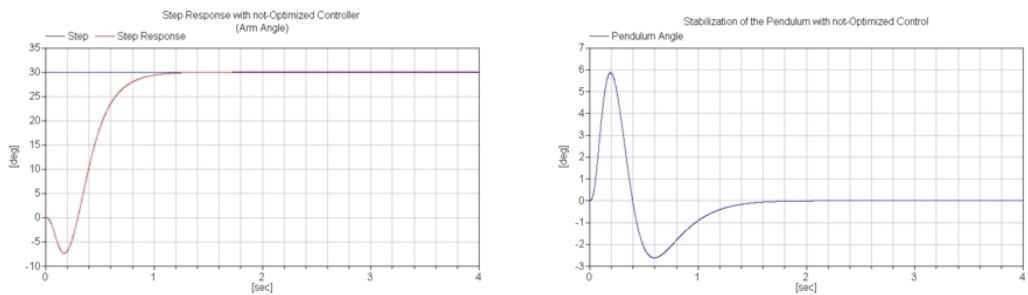 Step Response with not-Optimized Controller
(Arm Angle)
Step Step Response
35
30
25
20
15
10
5
0
-5
-10
[deg]
0 1 2 3 4
[sec]
Stabilization of the Pendulum with not-Optimized Control
Pendulum Angle
7
6
5
4
3
2
1
0
-1
-2
-3
[deg]
0 1 2 3 4
[sec]